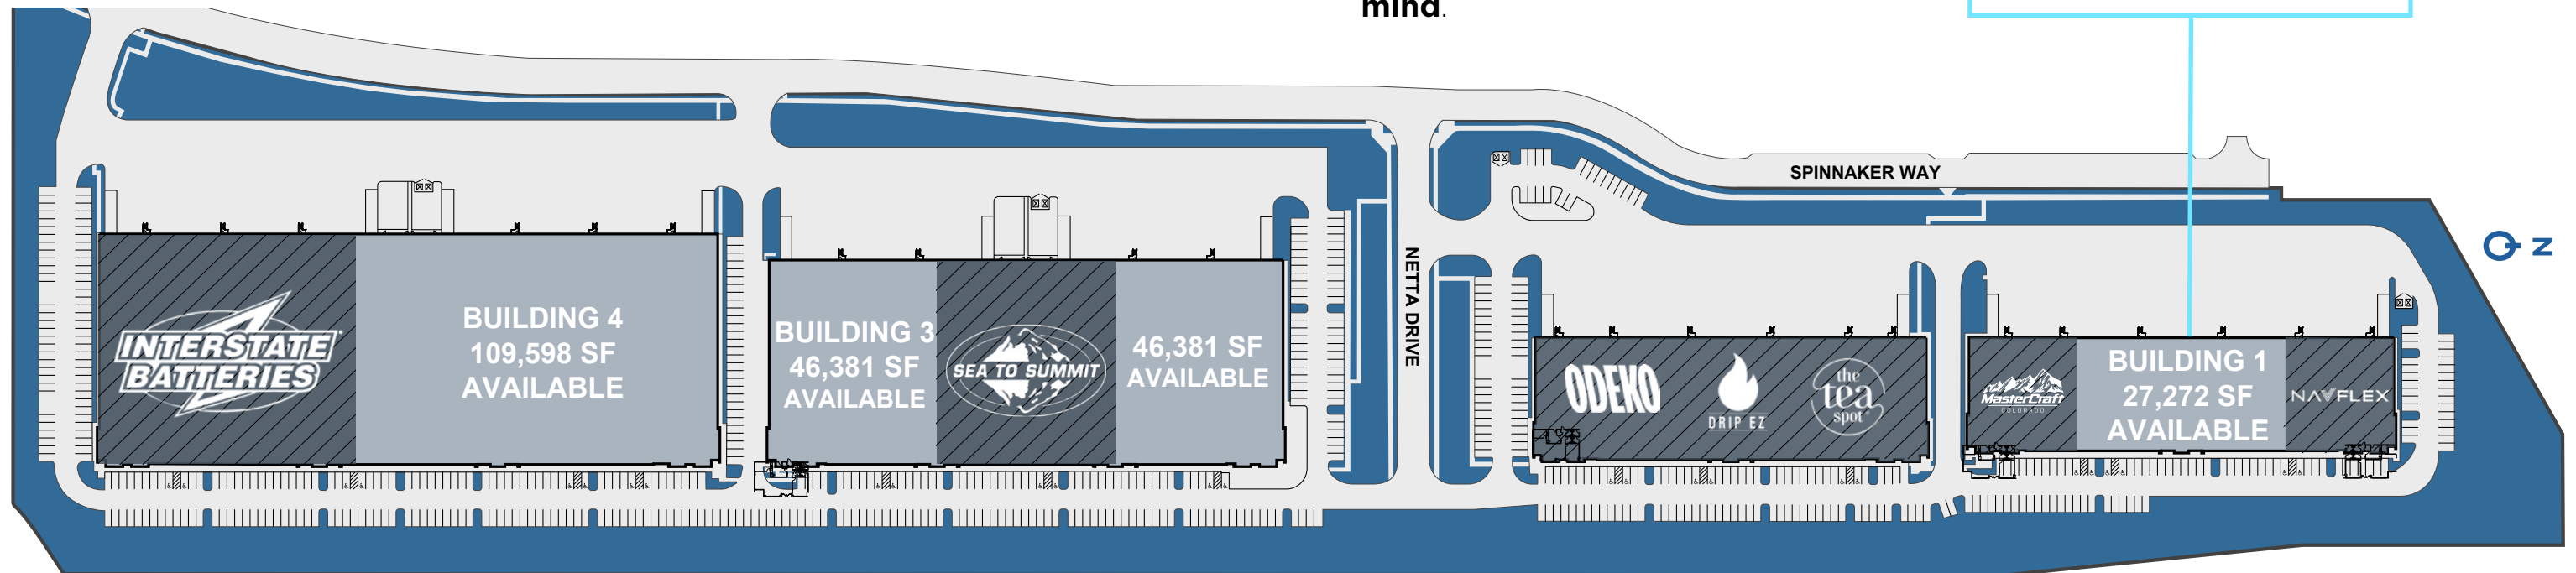 mind.
SPINNAKER WAY
N
NETTA DRIVE
INTERSTATE
BATTERIES
BUILDING 4
109,598 SF
AVAILABLE
BUILDING 3
46,381 SF
AVAILABLE
SEA TO SUMMIT
46,381 SF
AVAILABLE
ODEKO
DRIP EZ
the
tea
spot
MasterCraft
COLORADO
BUILDING 1
27,272 SF
AVAILABLE
NAVFLEX